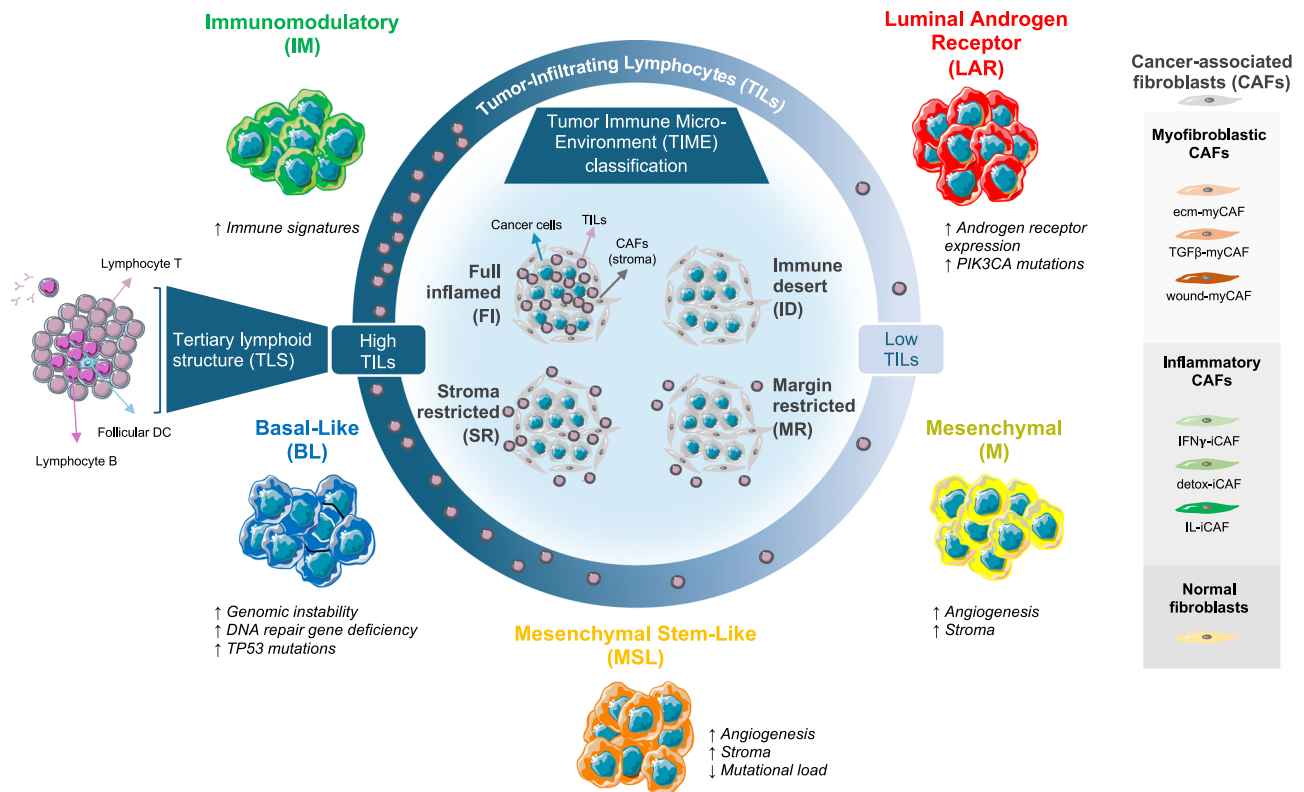 Immunomodulatory
(IM)
↑ Immune signatures
Tumor-Infiltrating Lymphocytes (TILs)
Tumor Immune Micro-
Environment (TIME)
classification
Luminal Androgen
Receptor
(LAR)
↑ Androgen receptor
expression
↑ PIK3CA mutations
Cancer cells
TILs
CAFs
(stroma)
Full
inflamed
(FI)
Immune
desert
(ID)
Stroma
restricted
(SR)
Margin
restricted
(MR)
High
TILs
Low
TILs
Lymphocyte T
Tertiary lymphoid
structure (TLS)
Follicular DC
Lymphocyte B
Basal-Like
(BL)
↑ Genomic instability
↑ DNA repair gene deficiency
↑ TP53 mutations
Mesenchymal Stem-Like
(MSL)
↑ Angiogenesis
↑ Stroma
↓ Mutational load
Mesenchymal
(M)
↑ Angiogenesis
↑ Stroma
Cancer-associated
fibroblasts (CAFs)
Myofibroblastic
CAFs
ecm-myCAF
TGFβ-myCAF
wound-myCAF
Inflammatory
CAFs
IFNγ-iCAF
detox-iCAF
IL-iCAF
Normal
fibroblasts